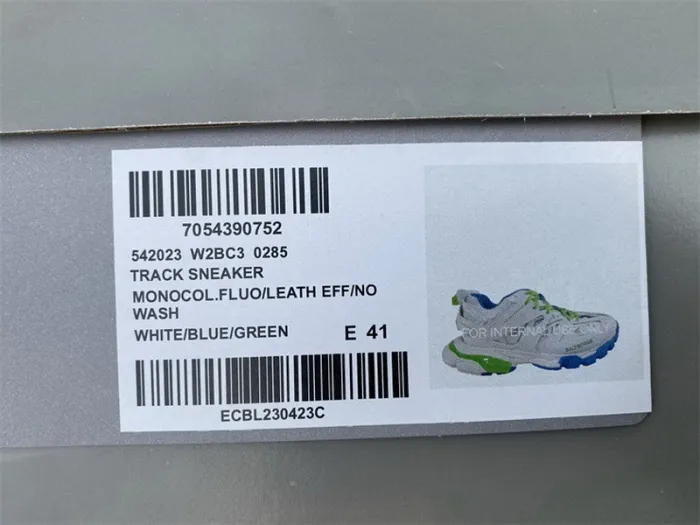 7054390752
542023 W2BC3 0285
TRACK SNEAKER
MONOCOL.FLUO/LEATH EFF/NO
WASH
WHITE/BLUE/GREEN E 41
ECBL230423C
FOR INTERNAL USE ONLY
BALENCIAGA